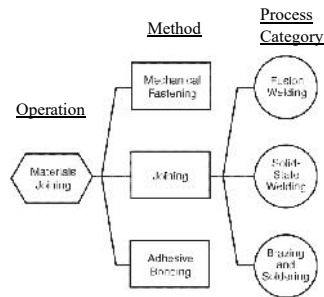 Method
Process
Category
Operation
Mechanical
Fastening
Fusion
Welding
Materials
Joining
Joining
Solid-
State
Welding
Adhesive
Bonding
Brazing
and
Soldering